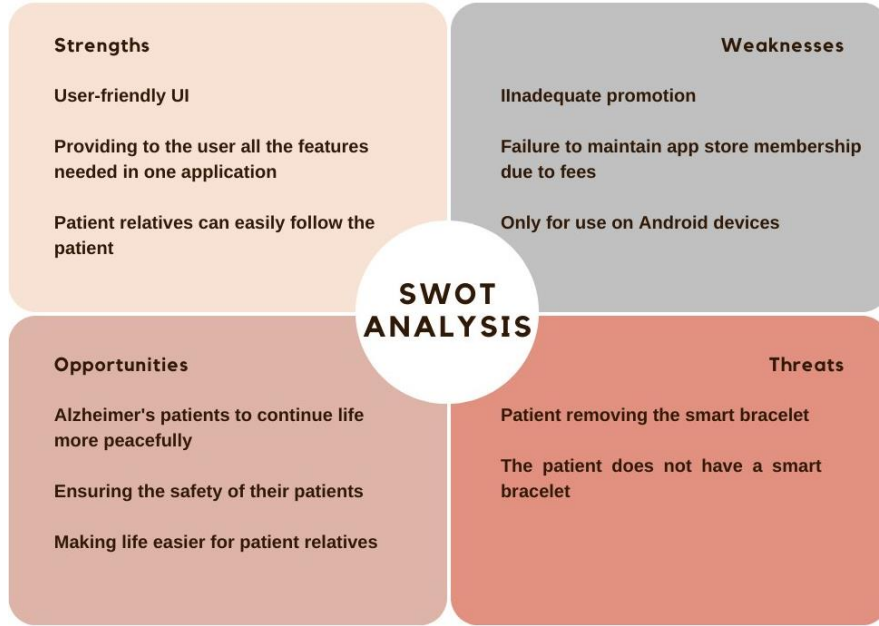 Strengths
User-friendly UI
Providing to the user all the features
needed in one application
Patient relatives can easily follow the
patient
Weaknesses
IInadequate promotion
Failure to maintain app store membership
due to fees
Only for use on Android devices
SWOT
ANALYSIS
Opportunities
Alzheimer's patients to continue life
more peacefully
Ensuring the safety of their patients
Making life easier for patient relatives
Threats
Patient removing the smart bracelet
The patient does not have a smart
bracelet